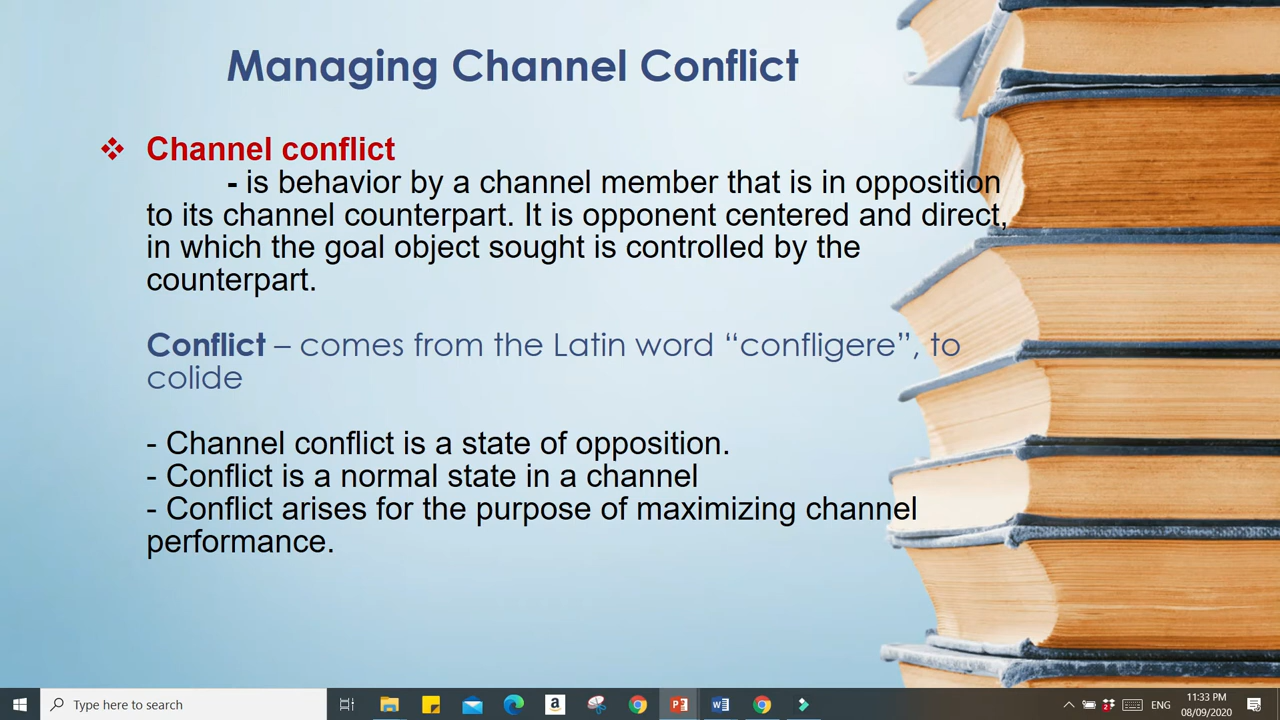 Managing Channel Conflict
Channel conflict
- is behavior by a channel member that is in opposition
to its channel counterpart. It is opponent centered and direct,
in which the goal object sought is controlled by the
counterpart.
Conflict – comes from the Latin word “confligere”, to
colide
- Channel conflict is a state of opposition.
- Conflict is a normal state in a channel
- Conflict arises for the purpose of maximizing channel
performance.
Type here to search
ENG
11:33 PM
08/09/2020